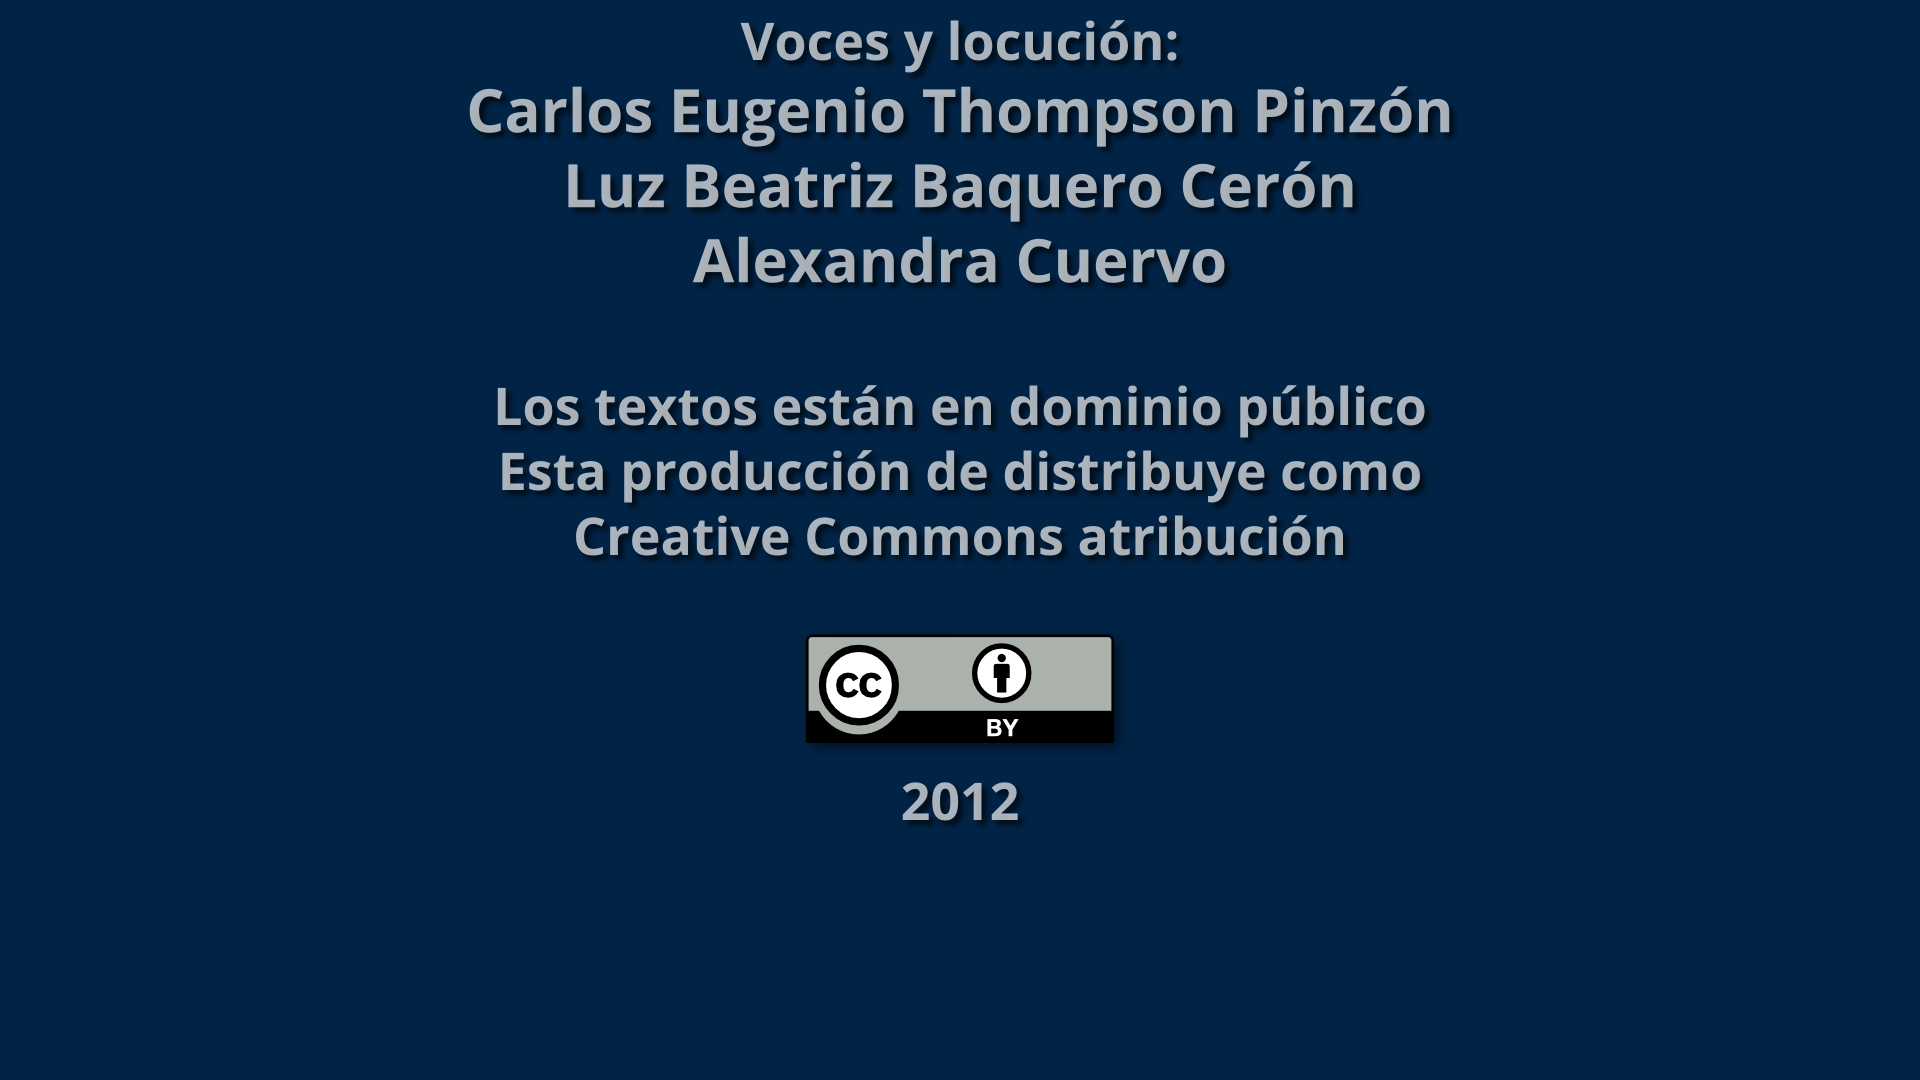 Voces y locución:
Carlos Eugenio Thompson Pinzón
Luz Beatriz Baquero Cerón
Alexandra Cuervo
Los textos están en dominio público
Esta producción de distribuye como
Creative Commons atribución
cc
BY
2012